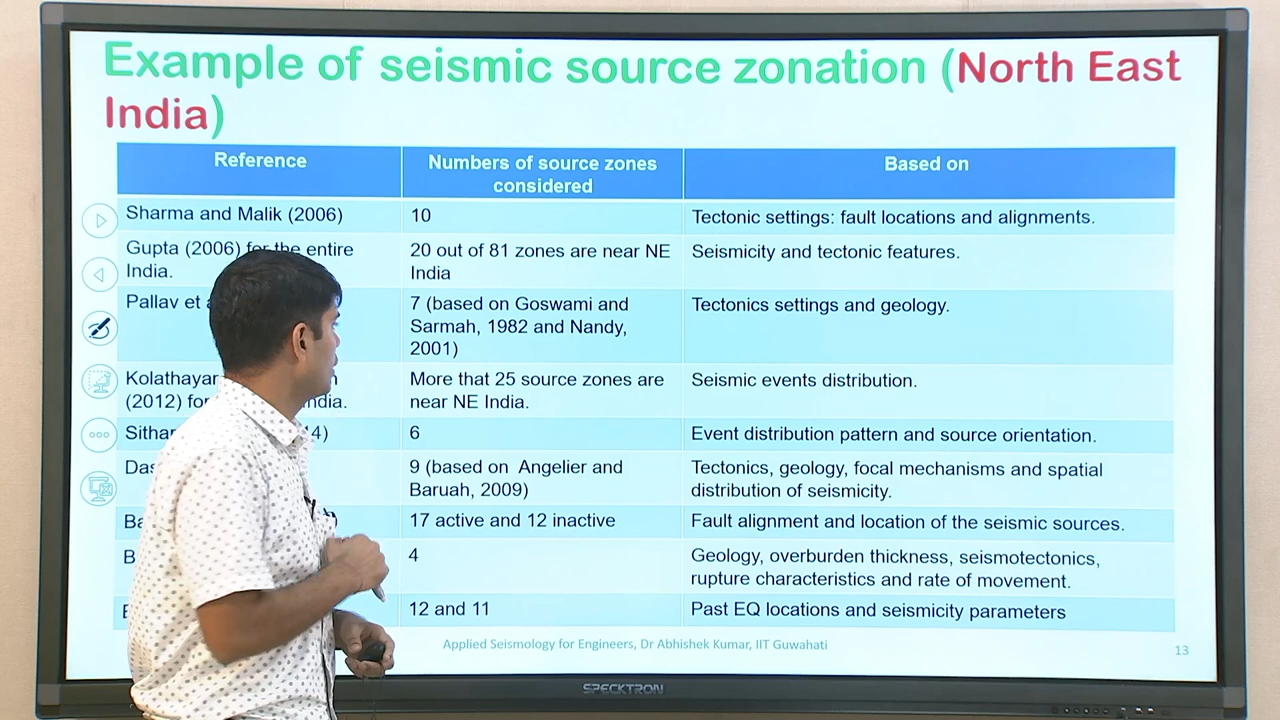 Example of seismic source zonation (North East
India)
Reference
Numbers of source zones
considered
Based on
Sharma and Malik (2006)
10
Tectonic settings: fault locations and alignments.
Gupta (2006) for the entire
India.
20 out of 81 zones are near NE
India
Seismicity and tectonic features.
Pallav et
7 (based on Goswami and
Sarmah, 1982 and Nandy,
2001)
Tectonics settings and geology.
(2012)
More that 25 source zones are
near NE India.
Seismic events distribution.
6
Event distribution pattern and source orientation.
9 (based on Angelier and
Baruah, 2009)
Tectonics, geology, focal mechanisms and spatial
distribution of seismicity.
17 active and 12 inactive
Fault alignment and location of the seismic sources.
4
Geology, overburden thickness, seismotectonics,
rupture characteristics and rate of movement.
12 and 11
Past EQ locations and seismicity parameters
Applied Seismology for Engineers, Dr Abhishek Kumar, IIT Guwahati
13
SPECKTRON